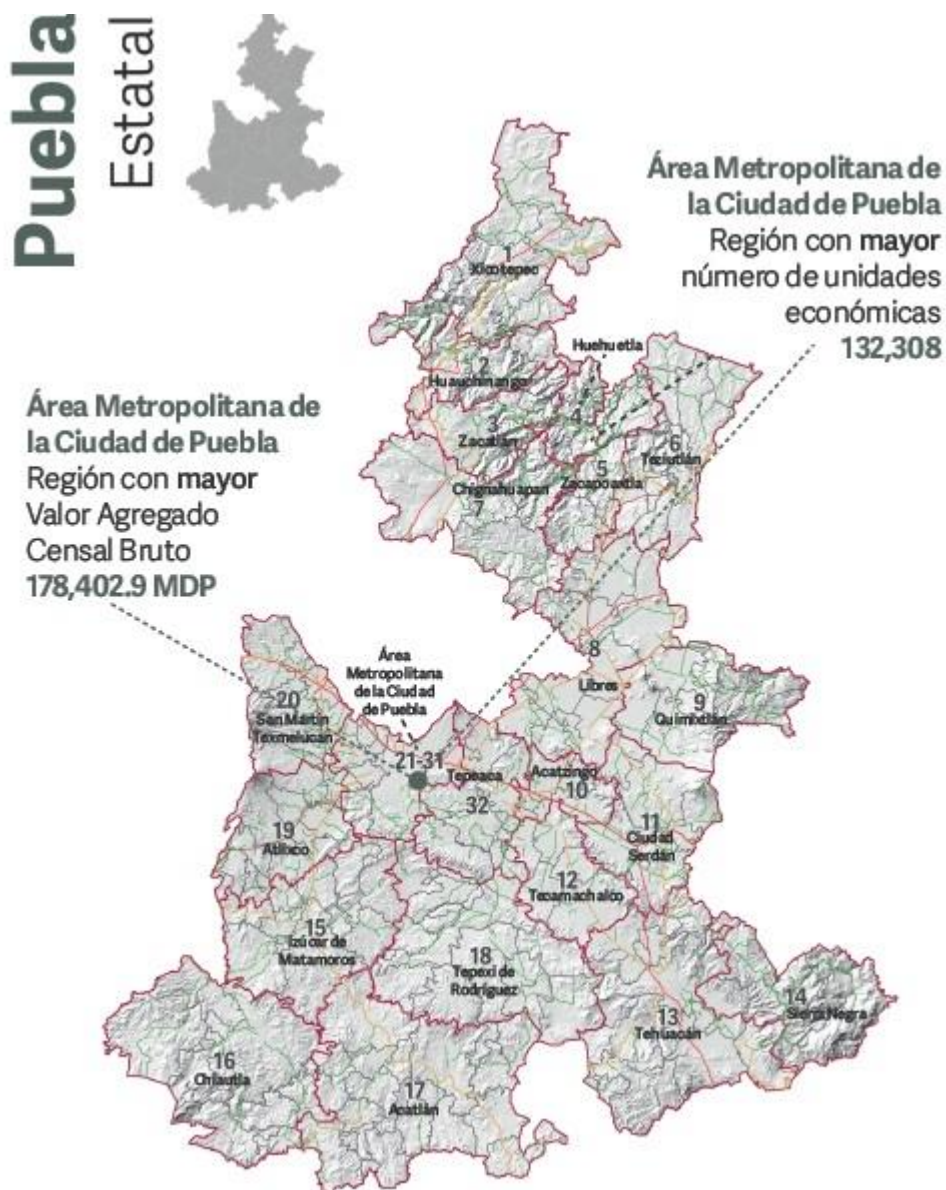 Puebla
Estatal
Área Metropolitana de
la Ciudad de Puebla
Región con mayor
número de unidades
económicas
132,308
Área Metropolitana de
la Ciudad de Puebla
Región con mayor
Valor Agregado
Censal Bruto
178,402.9 MDP
1
Xicotepec
Huehuetla
2
Huauchinango
4
3
Zacatlán
6
Teziutlán
5
Zacapoaxtla
Chignahuapan
7
8
Libres
9
Quimixtlán
Área
Metropolitana
de la Ciudad
de Puebla
20
San Martín
Texmelucan
21-31
Tepeaca
Acatzingo
10
32
11
Ciudad
Serdán
19
Atlixco
12
Tecamachalco
15
Izúcar de
Matamoros
18
Tepexi de
Rodríguez
14
Sierra Negra
13
Tehuacán
16
Chiautla
17
Acatlán